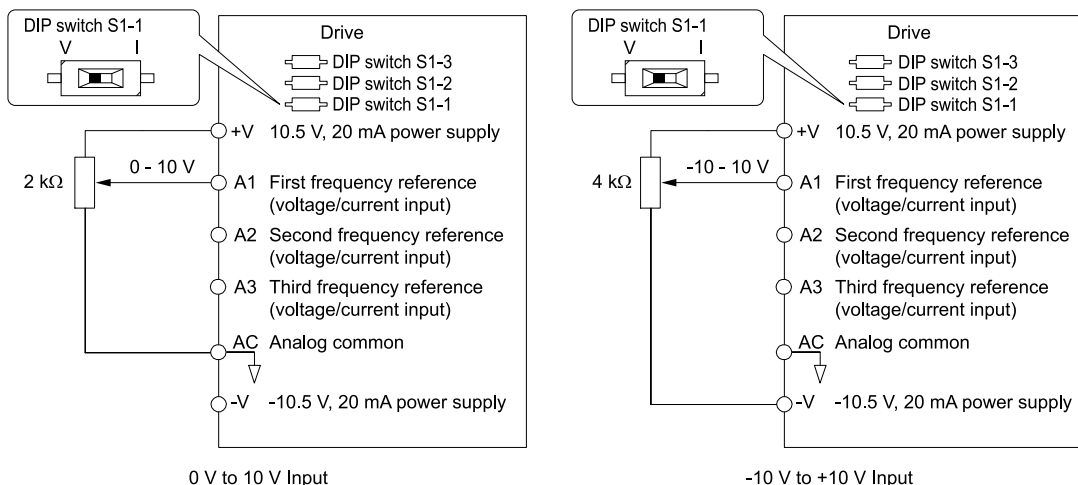 DIP switch S1-1
V I
Drive
DIP switch S1-3
DIP switch S1-2
DIP switch S1-1
+V 10.5 V, 20 mA power supply
2 kΩ
0 - 10 V
A1 First frequency reference
(voltage/current input)
A2 Second frequency reference
(voltage/current input)
A3 Third frequency reference
(voltage/current input)
AC Analog common
-V -10.5 V, 20 mA power supply
0 V to 10 V Input
DIP switch S1-1
V I
Drive
DIP switch S1-3
DIP switch S1-2
DIP switch S1-1
+V 10.5 V, 20 mA power supply
4 kΩ
-10 - 10 V
A1 First frequency reference
(voltage/current input)
A2 Second frequency reference
(voltage/current input)
A3 Third frequency reference
(voltage/current input)
AC Analog common
-V -10.5 V, 20 mA power supply
-10 V to +10 V Input